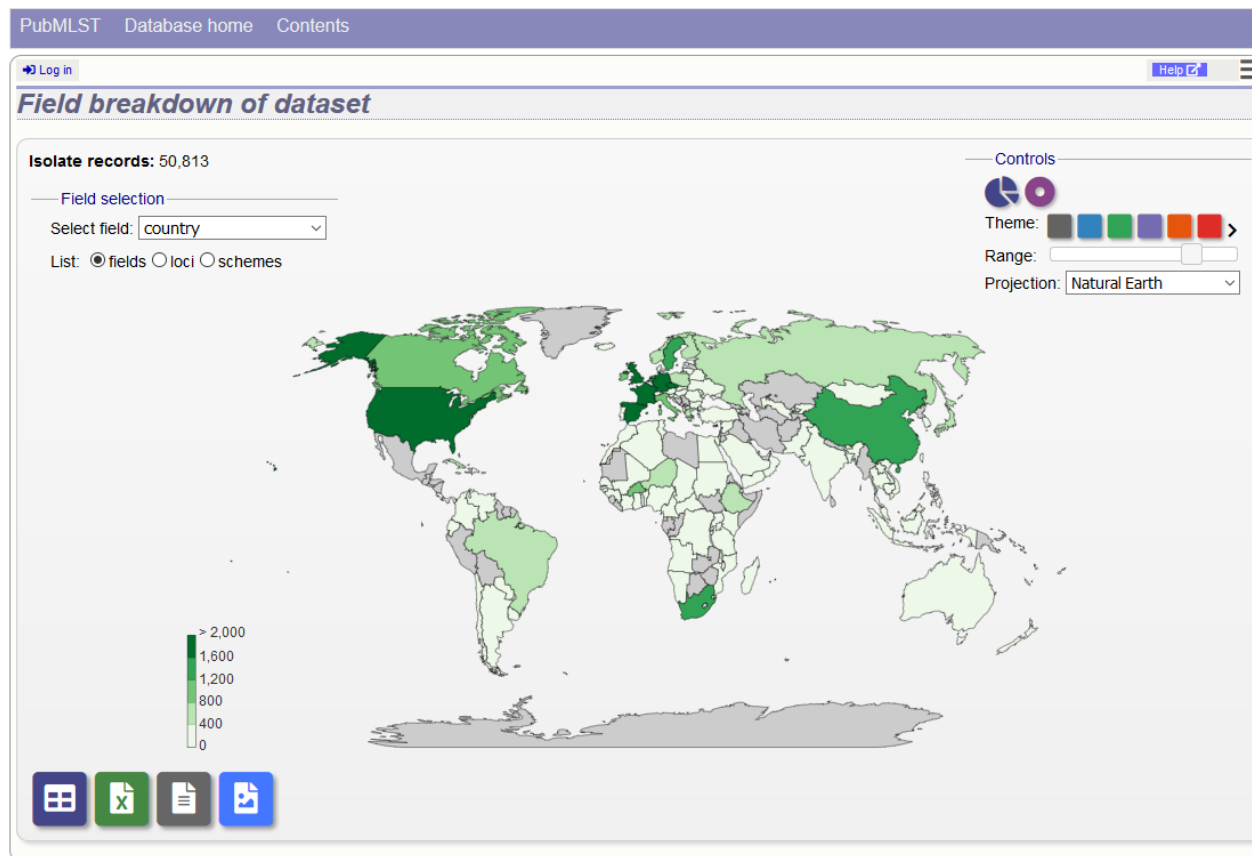 PubMLST Database home Contents
Log in
Help
Field breakdown of dataset
Isolate records: 50,813
Controls
Field selection
Select field: country
List: fields loci schemes
Theme:
Range:
Projection: Natural Earth
> 2,000
1,600
1,200
800
400
0
X